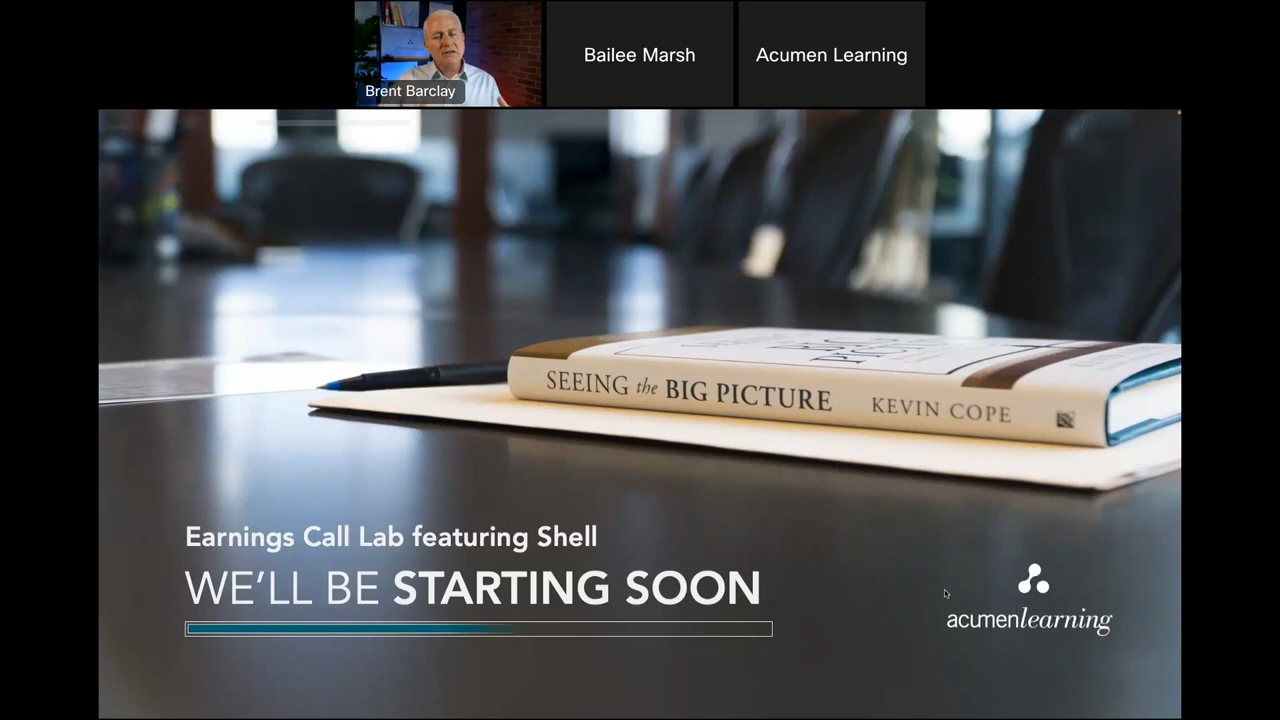 Brent Barclay
Bailee Marsh
Acumen Learning
SEEING the BIG PICTURE KEVIN COPE
Earnings Call Lab featuring Shell
WE'LL BE STARTING SOON
acumenlearning